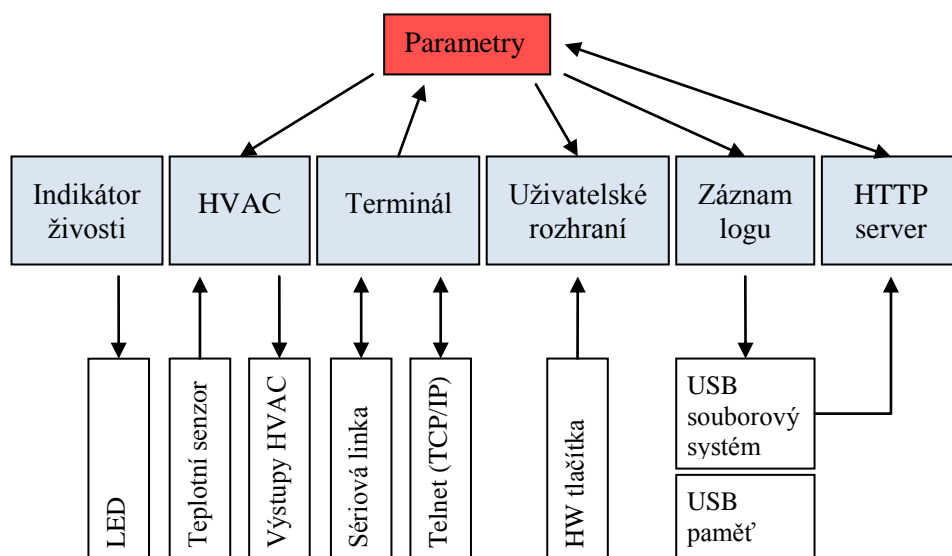 Parametry
Indikátor
živosti
HVAC
Terminál
Uživatelské
rozhraní
Záznam
logu
HTTP
server
LED
Teplotní senzor
Výstupy HVAC
Sériová linka
Telnet (TCP/IP)
HW tlačítka
USB
souborový
systém
USB
paměť